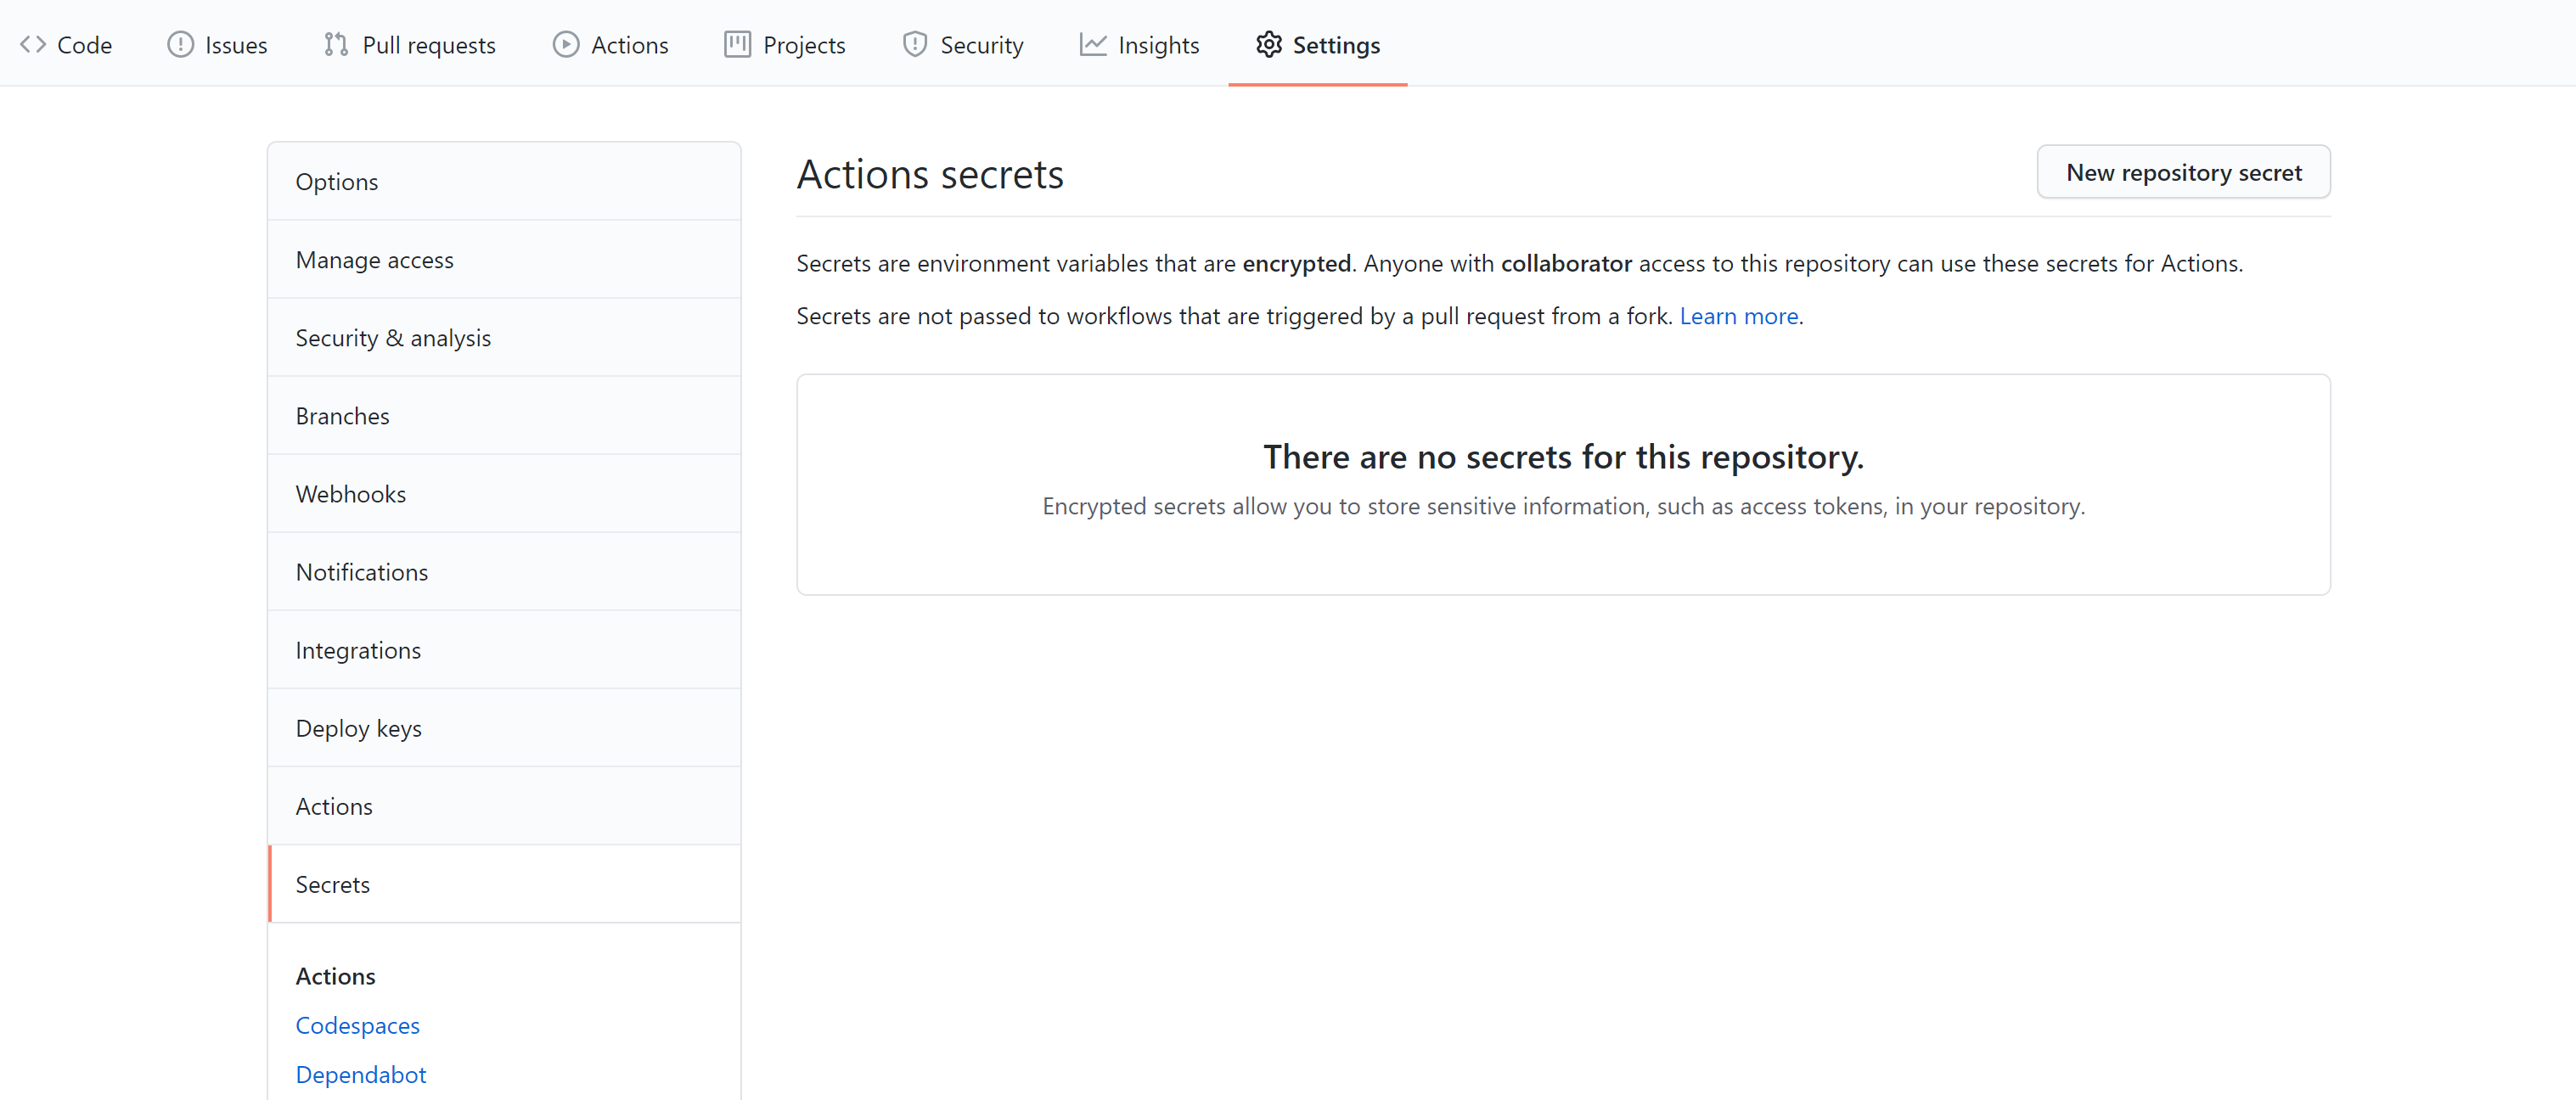 Code Issues Pull requests Actions Projects Security Insights Settings
Options
Manage access
Security & analysis
Branches
Webhooks
Notifications
Integrations
Deploy keys
Actions
Secrets
Actions
Codespaces
Dependabot
Actions secrets
New repository secret
Secrets are environment variables that are encrypted. Anyone with collaborator access to this repository can use these secrets for Actions.
Secrets are not passed to workflows that are triggered by a pull request from a fork. Learn more.
There are no secrets for this repository.
Encrypted secrets allow you to store sensitive information, such as access tokens, in your repository.